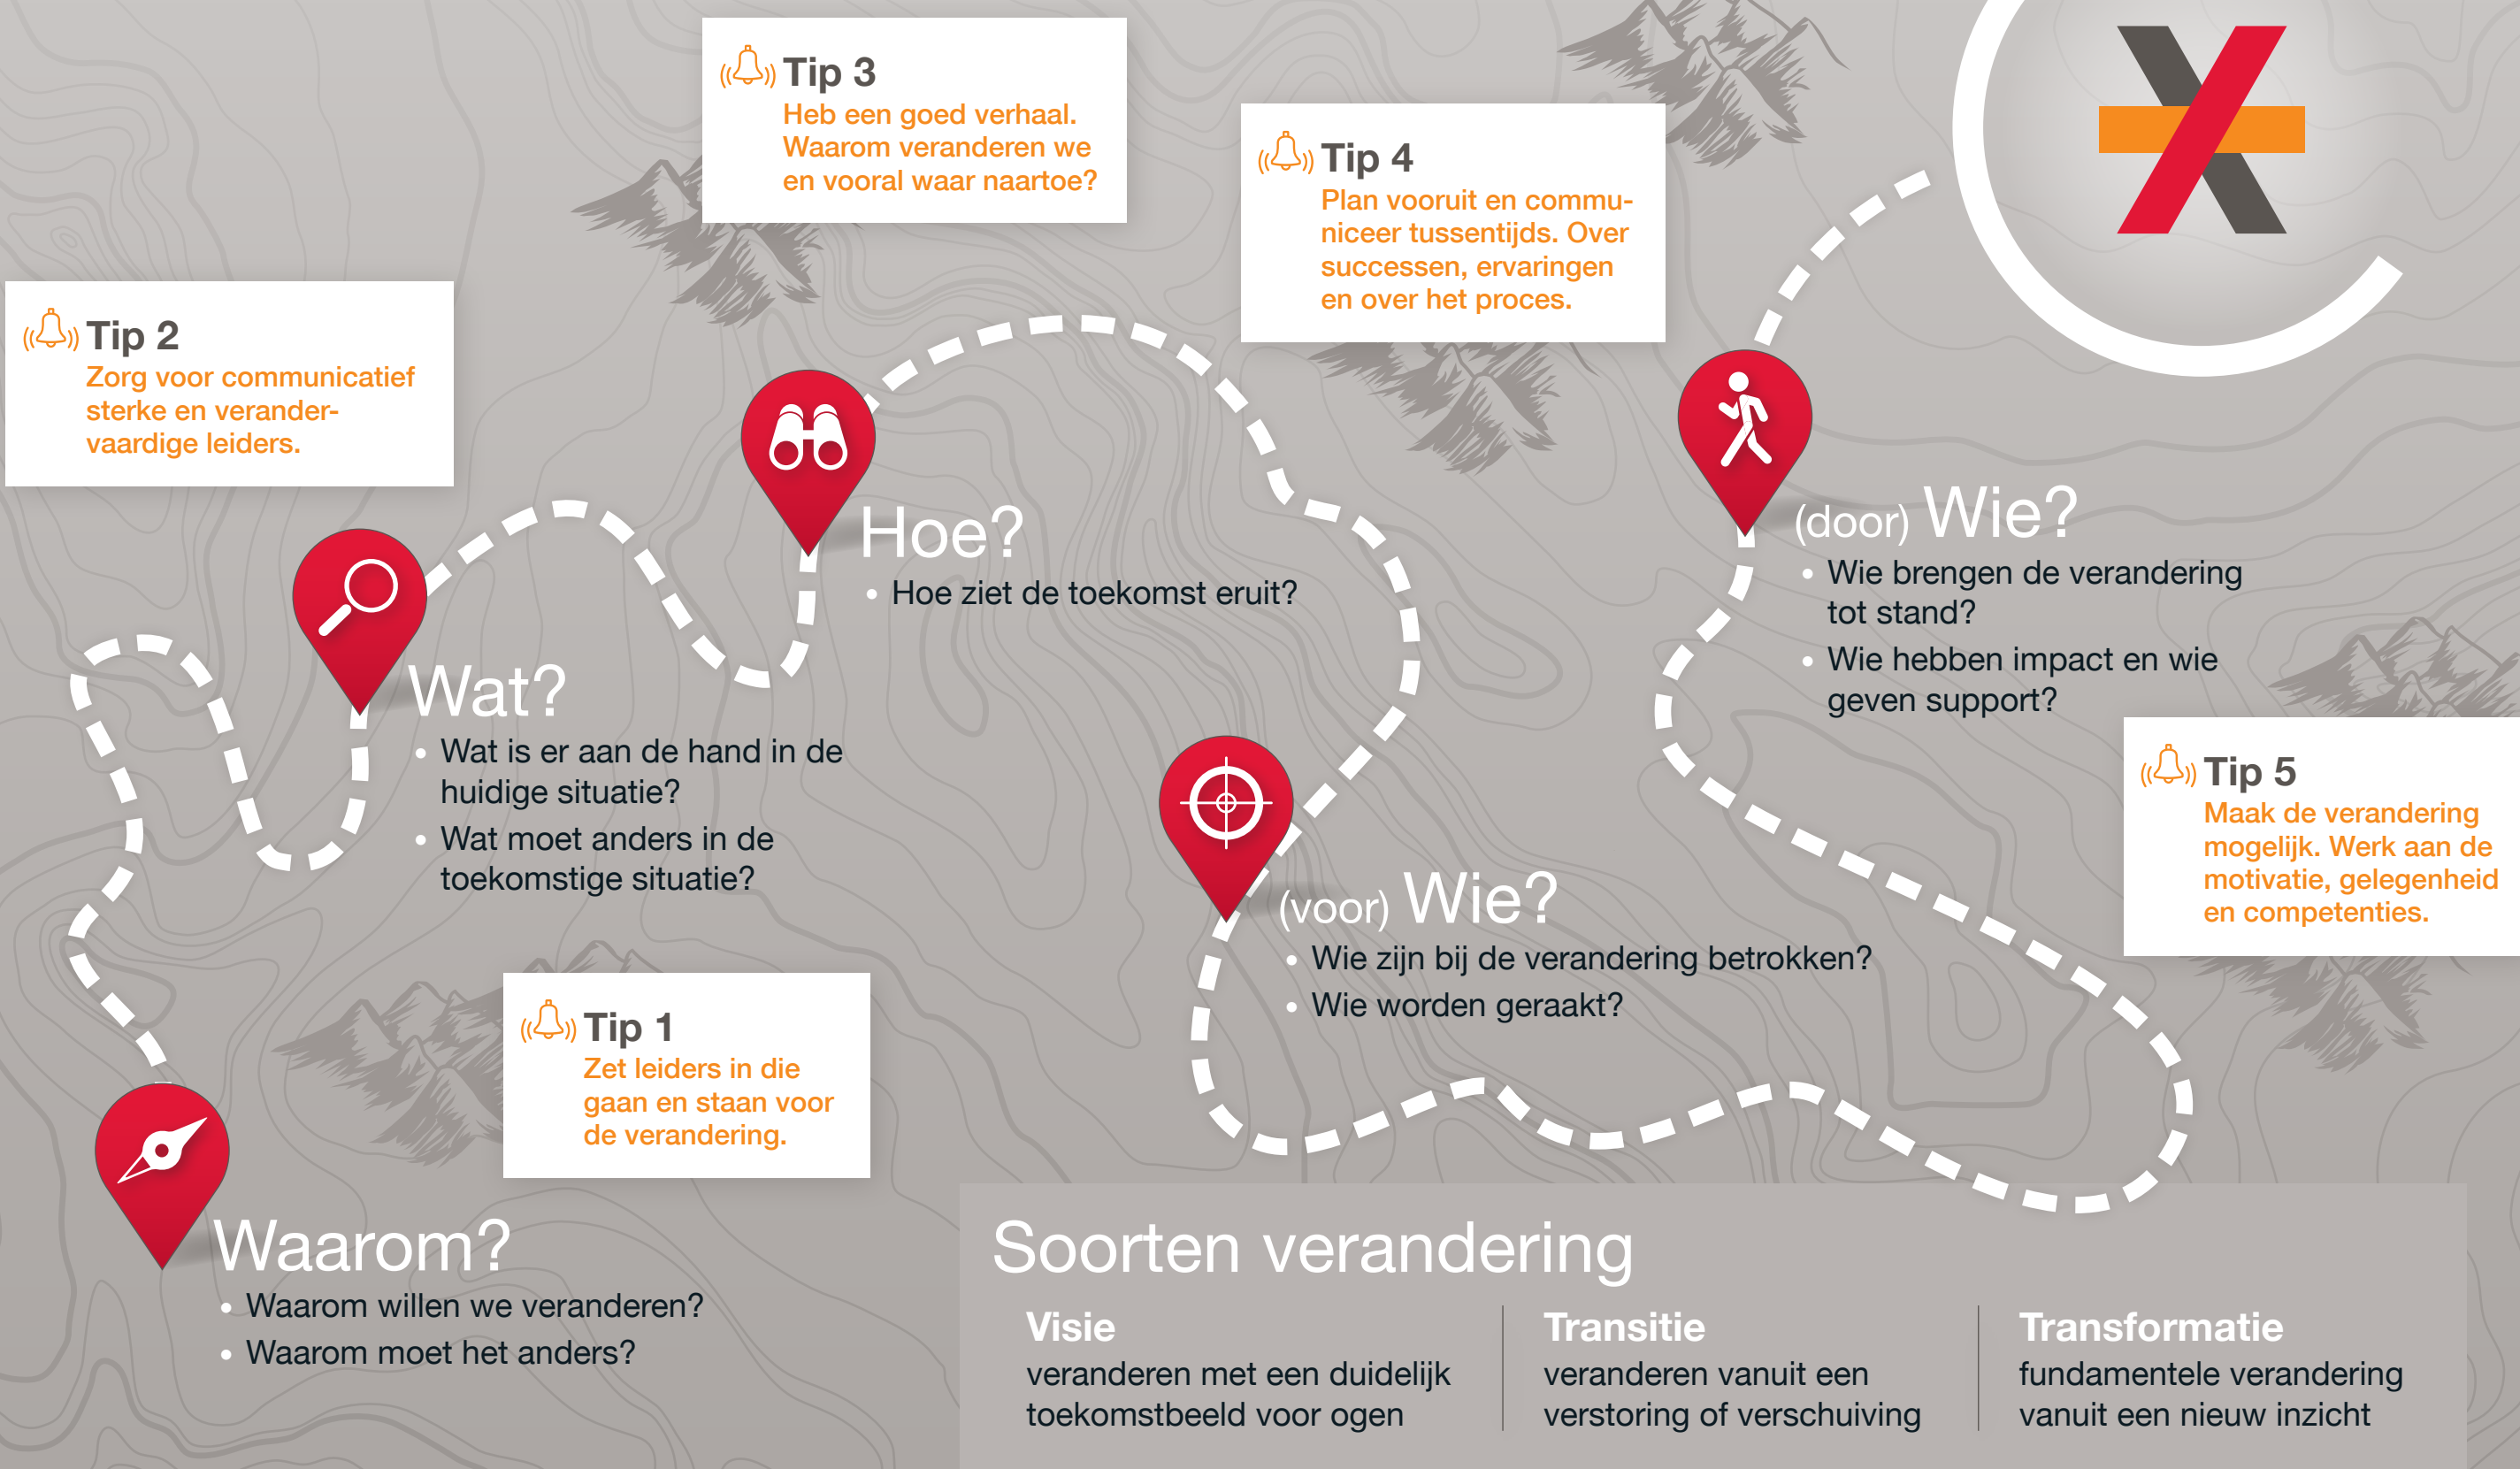 Tip 3
Heb een goed verhaal.
Waarom veranderen we
en vooral waar naartoe?
Tip 4
Plan vooruit en commu-
niceer tussentijds. Over
successen, ervaringen
en over het proces.
Tip 2
Zorg voor communicatief
sterke en verander-
vaardige leiders.
Hoe?
• Hoe ziet de toekomst eruit?
(door) Wie?
• Wie brengen de verandering
tot stand?
• Wie hebben impact en wie
geven support?
Wat?
• Wat is er aan de hand in de
huidige situatie?
• Wat moet anders in de
toekomstige situatie?
Tip 5
Maak de verandering
mogelijk. Werk aan de
motivatie, gelegenheid
en competenties.
(voor) Wie?
• Wie zijn bij de verandering betrokken?
• Wie worden geraakt?
Tip 1
Zet leiders in die
gaan en staan voor
de verandering.
Waarom?
• Waarom willen we veranderen?
• Waarom moet het anders?
Soorten verandering
Visie
veranderen met een duidelijk
toekomstbeeld voor ogen
Transitie
veranderen vanuit een
verstoring of verschuiving
Transformatie
fundamentele verandering
vanuit een nieuw inzicht